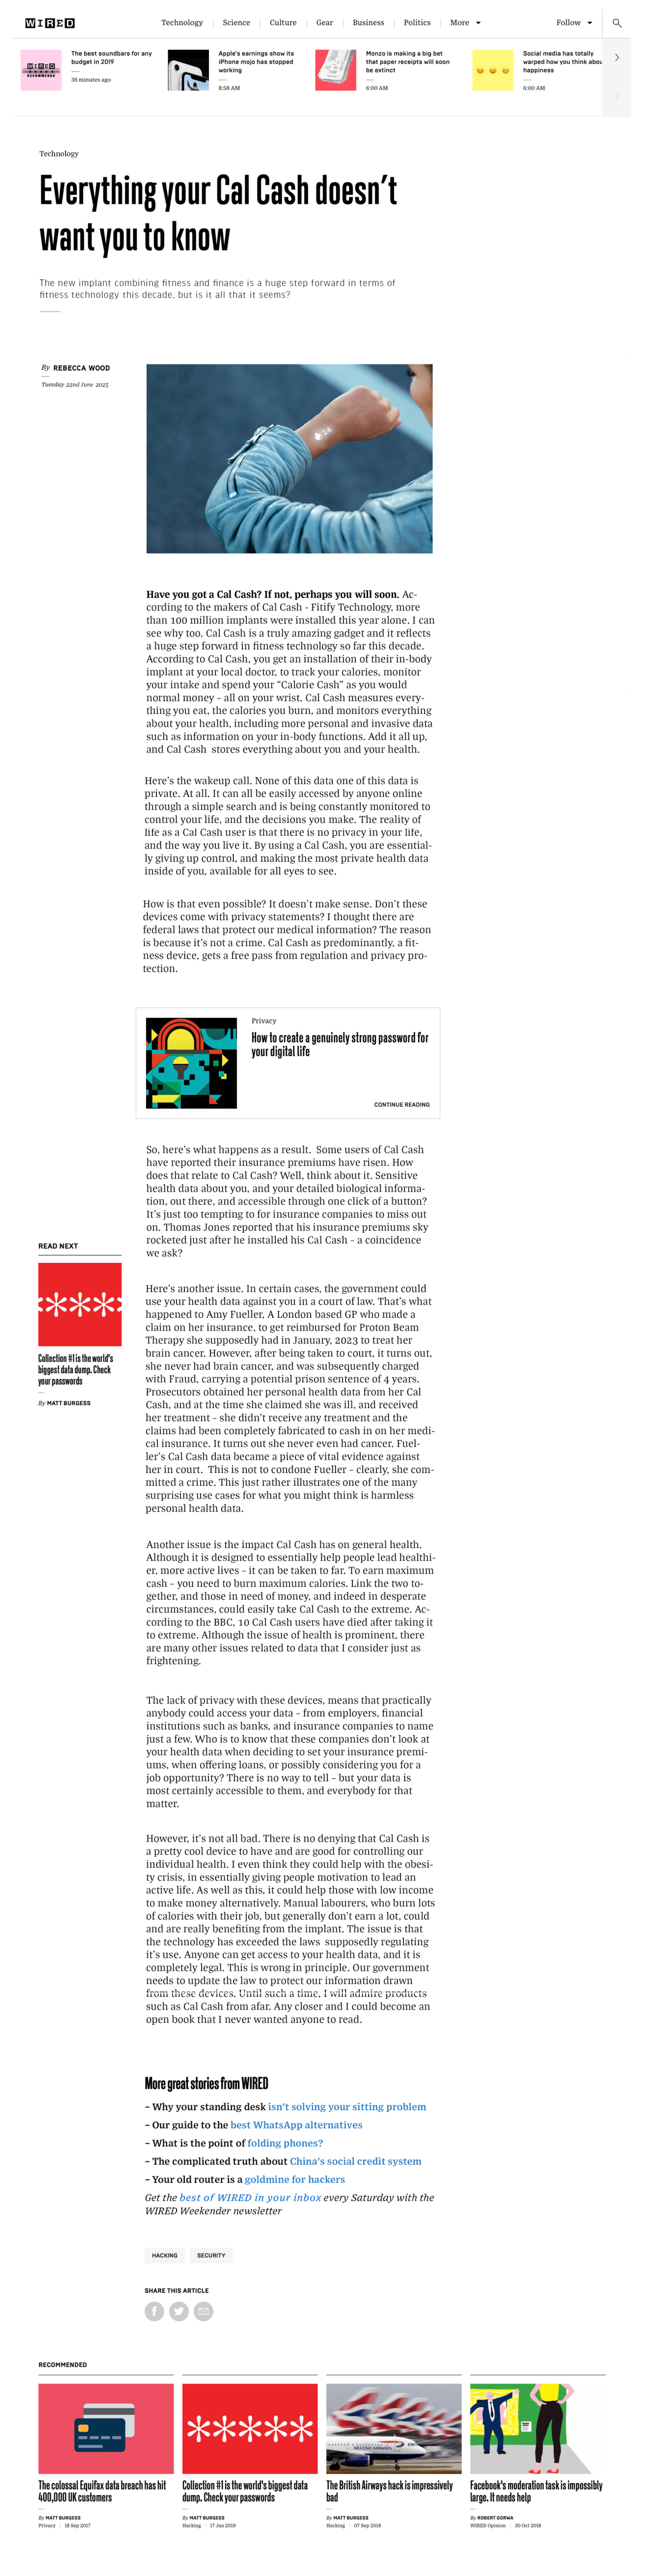 WIRED
Technology
Science
Culture
Gear
Business
Politics
More
Follow
WIRED
RECOMMENDS
The best soundbars for any
budget in 2019
36 minutes ago
Apple's earnings show its
iPhone mojo has stopped
working
8:58 AM
Monzo is making a big bet
that paper receipts will soon
be extinct
6:00 AM
Social media has totally
warped how you think abou
happiness
6:00 AM
Technology
Everything your Cal Cash doesn't
want you to know
The new implant combining fitness and finance is a huge step forward in terms of
fitness technology this decade, but is it all that it seems?
By REBECCA WOOD
Tuesday 22nd June 2025
24
Have you got a Cal Cash? If not, perhaps you will soon. Ac-
cording to the makers of Cal Cash - Fitify Technology, more
than 100 million implants were installed this year alone. I can
see why too. Cal Cash is a truly amazing gadget and it reflects
a huge step forward in fitness technology so far this decade.
According to Cal Cash, you get an installation of their in-body
implant at your local doctor, to track your calories, monitor
your intake and spend your “Calorie Cash” as you would
normal money - all on your wrist. Cal Cash measures every-
thing you eat, the calories you burn, and monitors everything
about your health, including more personal and invasive data
such as information on your in-body functions. Add it all up,
and Cal Cash stores everything about you and your health.
Here’s the wakeup call. None of this data one of this data is
private. At all. It can all be easily accessed by anyone online
through a simple search and is being constantly monitored to
control your life, and the decisions you make. The reality of
life as a Cal Cash user is that there is no privacy in your life,
and the way you live it. By using a Cal Cash, you are essential-
ly giving up control, and making the most private health data
inside of you, available for all eyes to see.
How is that even possible? It doesn’t make sense. Don’t these
devices come with privacy statements? I thought there are
federal laws that protect our medical information? The reason
is because it’s not a crime. Cal Cash as predominantly, a fit-
ness device, gets a free pass from regulation and privacy pro-
tection.
Privacy
How to create a genuinely strong password for
your digital life
CONTINUE READING
So, here’s what happens as a result. Some users of Cal Cash
have reported their insurance premiums have risen. How
does that relate to Cal Cash? Well, think about it. Sensitive
health data about you, and your detailed biological informa-
tion, out there, and accessible through one click of a button?
It’s just too tempting to for insurance companies to miss out
on. Thomas Jones reported that his insurance premiums sky
rocketed just after he installed his Cal Cash - a coincidence
we ask?
READ NEXT
*****
Collection #1 is the world's
biggest data dump. Check
your passwords
By MATT BURGESS
Here’s another issue. In certain cases, the government could
use your health data against you in a court of law. That’s what
happened to Amy Fueller, A London based GP who made a
claim on her insurance, to get reimbursed for Proton Beam
Therapy she supposedly had in January, 2023 to treat her
brain cancer. However, after being taken to court, it turns out,
she never had brain cancer, and was subsequently charged
with Fraud, carrying a potential prison sentence of 4 years.
Prosecutors obtained her personal health data from her Cal
Cash, and at the time she claimed she was ill, and received
her treatment - she didn’t receive any treatment and the
claims had been completely fabricated to cash in on her medi-
cal insurance. It turns out she never even had cancer. Fuel-
ler’s Cal Cash data became a piece of vital evidence against
her in court. This is not to condone Fueller - clearly, she com-
mitted a crime. This just rather illustrates one of the many
surprising use cases for what you might think is harmless
personal health data.
Another issue is the impact Cal Cash has on general health.
Although it is designed to essentially help people lead healthi-
er, more active lives - it can be taken to far. To earn maximum
cash - you need to burn maximum calories. Link the two to-
gether, and those in need of money, and indeed in desperate
circumstances, could easily take Cal Cash to the extreme. Ac-
cording to the BBC, 10 Cal Cash users have died after taking it
to extreme. Although the issue of health is prominent, there
are many other issues related to data that I consider just as
frightening.
The lack of privacy with these devices, means that practically
anybody could access your data - from employers, financial
institutions such as banks, and insurance companies to name
just a few. Who is to know that these companies don’t look at
your health data when deciding to set your insurance premi-
ums, when offering loans, or possibly considering you for a
job opportunity? There is no way to tell - but your data is
most certainly accessible to them, and everybody for that
matter.
However, it’s not all bad. There is no denying that Cal Cash is
a pretty cool device to have and are good for controlling our
individual health. I even think they could help with the obesi-
ty crisis, in essentially giving people motivation to lead an
active life. As well as this, it could help those with low income
to make money alternatively. Manual labourers, who burn lots
of calories with their job, but generally don’t earn a lot, could
and are really benefiting from the implant. The issue is that
the technology has exceeded the laws supposedly regulating
it’s use. Anyone can get access to your health data, and it is
completely legal. This is wrong in principle. Our government
needs to update the law to protect our information drawn
from these devices. Until such a time, I will admire products
such as Cal Cash from afar. Any closer and I could become an
open book that I never wanted anyone to read.
More great stories from WIRED
– Why your standing desk isn't solving your sitting problem
– Our guide to the best WhatsApp alternatives
– What is the point of folding phones?
– The complicated truth about China's social credit system
– Your old router is a goldmine for hackers
Get the best of WIRED in your inbox every Saturday with the
WIRED Weekender newsletter
HACKING
SECURITY
SHARE THIS ARTICLE
RECOMMENDED
*****
BRITISH AIRWAYS
The colossal Equifax data breach has hit
400,000 UK customers
By MATT BURGESS
Privacy | 18 Sep 2017
Collection #1 is the world's biggest data
dump. Check your passwords
By MATT BURGESS
Hacking | 17 Jan 2019
The British Airways hack is impressively
bad
By MATT BURGESS
Hacking | 07 Sep 2018
Facebook's moderation task is impossibly
large. It needs help
By ROBERT GORWA
WIRED Opinion | 30 Oct 2018